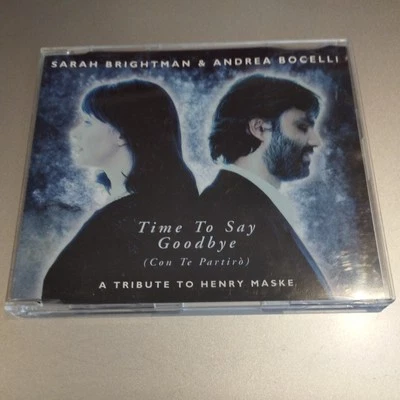 SARAH BRIGHTMAN & ANDREA BOCELLI
Time To Say
Goodbye
(Con Te Partirò)
A TRIBUTE TO HENRY MASKE